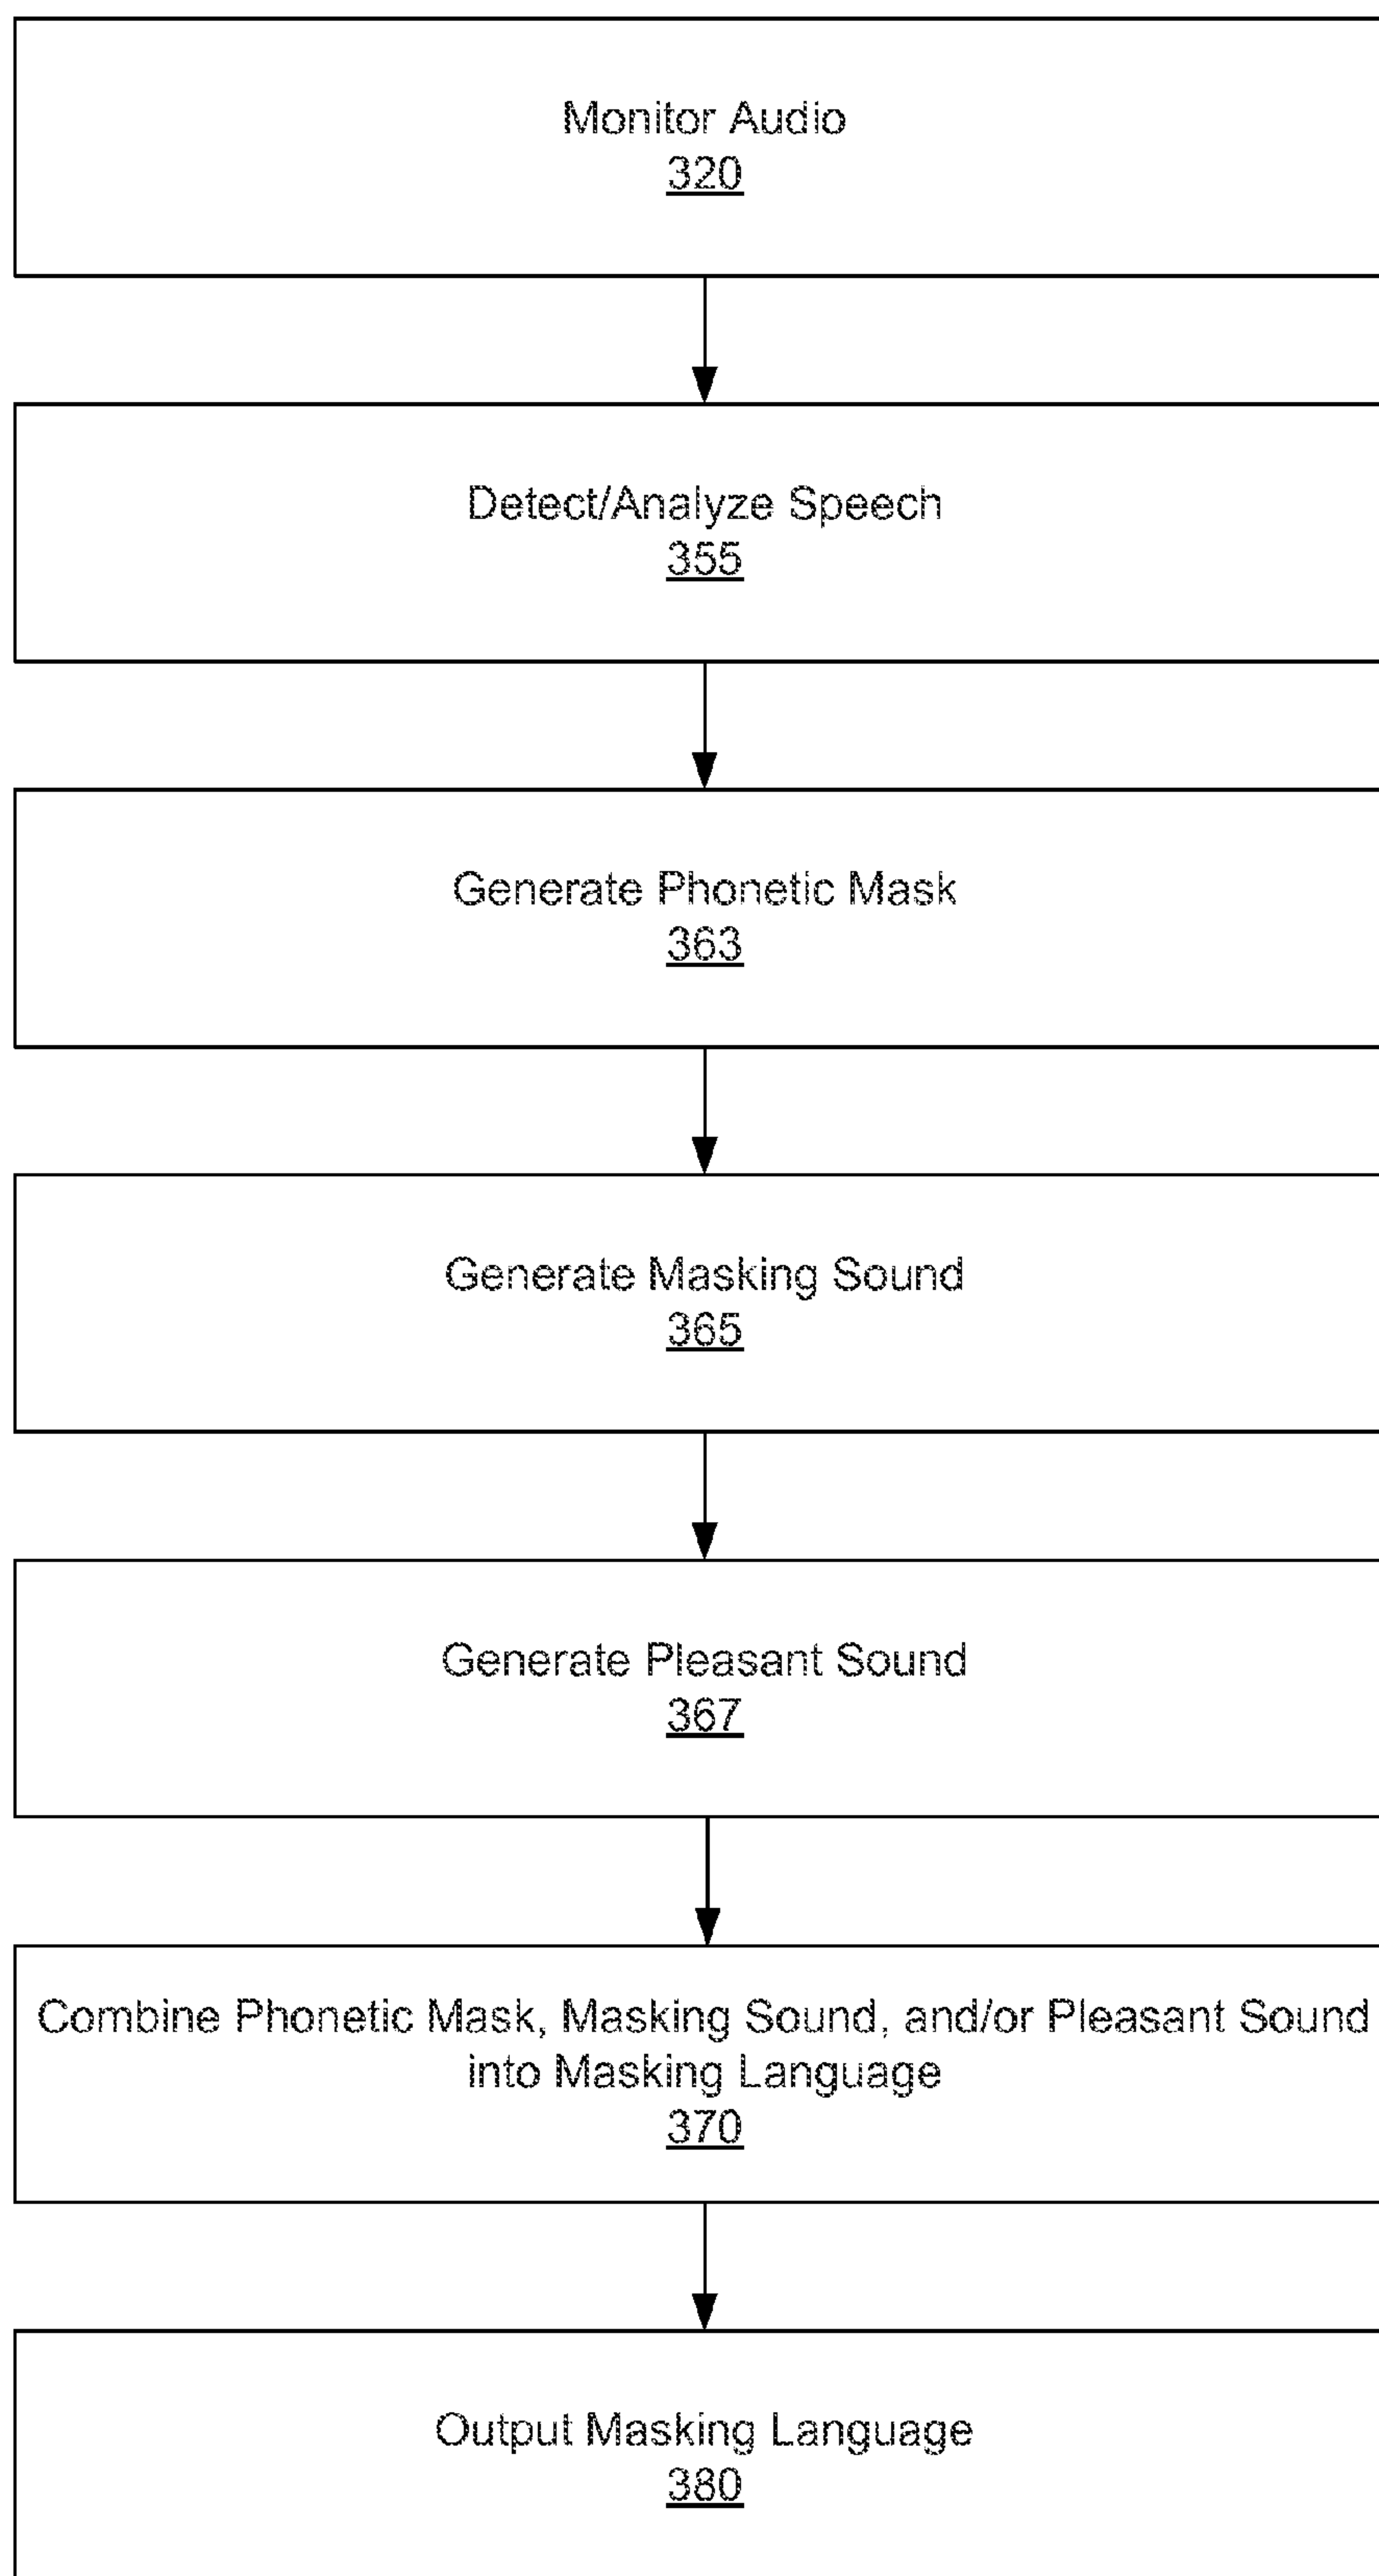 Monitor Audio
320
Detect/Analyze Speech
355
Generate Phonetic Mask
363
Generate Masking Sound
365
Generate Pleasant Sound
367
Combine Phonetic Mask, Masking Sound, and/or Pleasant Sound
into Masking Language
370
Output Masking Language
380